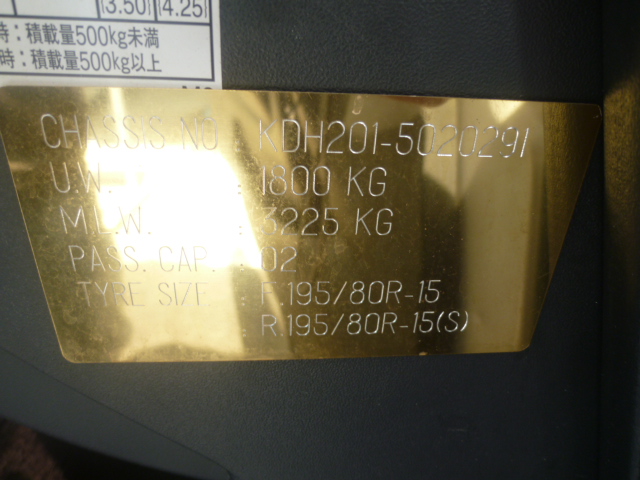 (3.50) (4.25)
時：積載量500kg未満
時：積載量500kg以上
CHASSIS NO. : KDH201-5020291
U.W. : 1800 KG
M.L.W. : 3225 KG
PASS. CAP. : 02
TYRE SIZE : F.195/80R-15
R.195/80R-15(S)